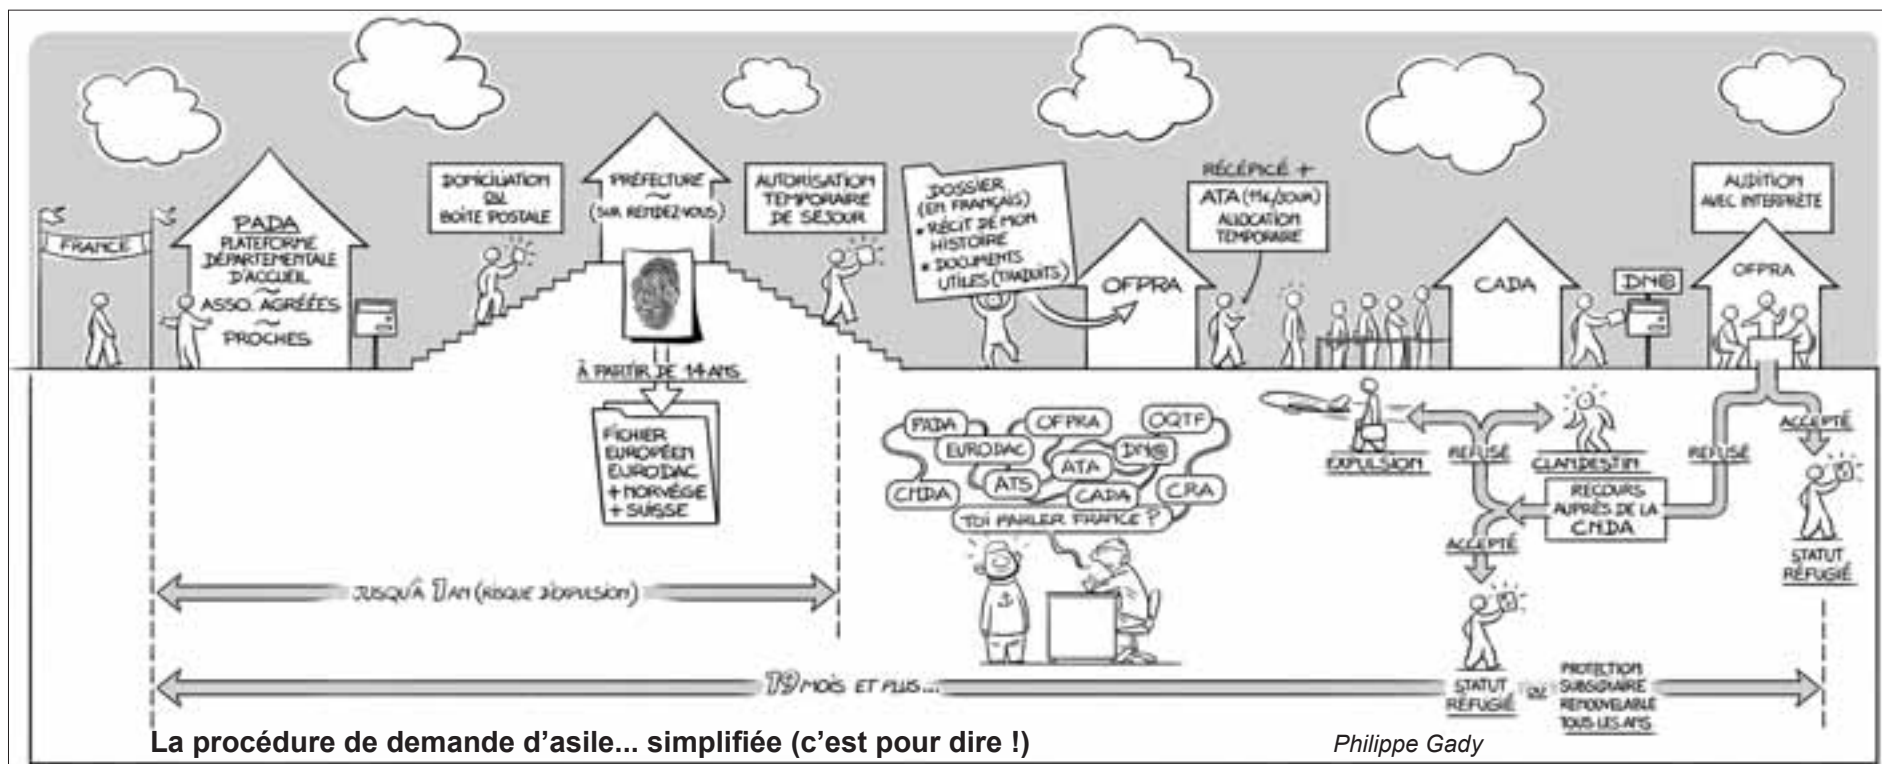 FRANCE
PADA
PLATEFORME
DÉPARTEMENTALE
D'ACCUEIL
~
ASSO. AGRÉÉES
~
PROCHES
DOMICILIATION
OU
BOÎTE POSTALE
PRÉFECTURE
~
(SUR RENDEZ-VOUS)
AUTORISATION
TEMPORAIRE
DE SÉJOUR
DOSSIER
(EN FRANÇAIS)
• RÉCIT DE MON
HISTOIRE
• DOCUMENTS
UTILES (TRADUITS)
OFPRA
RÉCÉPICÉ +
ATA (11€/JOUR)
ALLOCATION
TEMPORAIRE
CADA
DN@
AUDITION
AVEC INTERPRÈTE
OFPRA
À PARTIR DE 14 ANS
FICHIER
EUROPÉEN
EURODAC
+ NORVÈGE
+ SUISSE
PADA
OFPRA
OQTF
EURODAC
DN@
ATA
CNDA
ATS
CADA
CRA
TOI PARLER FRANCE ?
EXPULSION
REFUSÉ
CLANDESTIN
REFUSÉ
ACCEPTÉ
RECOURS
AUPRÈS DE LA
CNDA
ACCEPTÉ
STATUT
RÉFUGIÉ
JUSQU'À 1 AN (RISQUE D'EXPULSION)
19 MOIS ET PLUS...
STATUT
RÉFUGIÉ
OU
PROTECTION
SUBSIDIAIRE
RENOUVELABLE
TOUS LES ANS
La procédure de demande d'asile... simplifiée (c'est pour dire !)
Philippe Gady